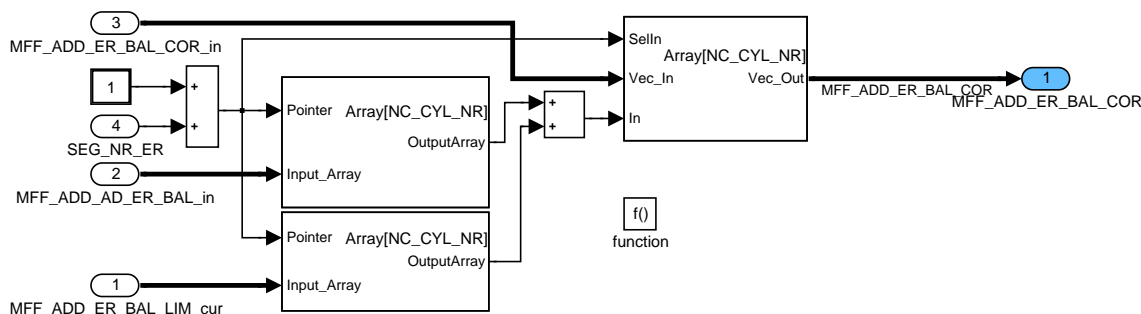 3
MFF_ADD_ER_BAL_COR_in
1
+
+
4
SEG_NR_ER
2
MFF_ADD_AD_ER_BAL_in
1
MFF_ADD_ER_BAL_LIM_cur
Pointer
Array[NC_CYL_NR]
OutputArray
Input_Array
Pointer
Array[NC_CYL_NR]
OutputArray
Input_Array
+
+
SelIn
Array[NC_CYL_NR]
Vec_In
Vec_Out
In
f()
function
MFF_ADD_ER_BAL_COR
1
MFF_ADD_ER_BAL_COR